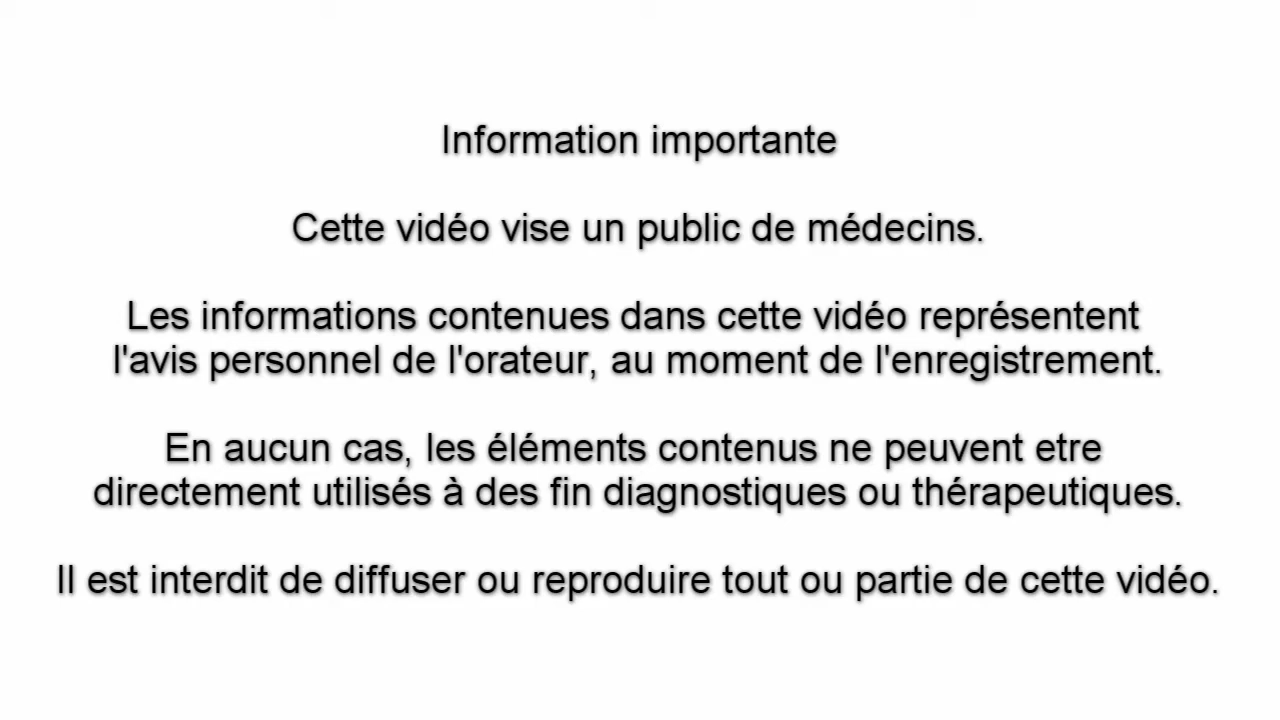 Information importante
Cette vidéo vise un public de médecins.
Les informations contenues dans cette vidéo représentent
l'avis personnel de l'orateur, au moment de l'enregistrement.
En aucun cas, les éléments contenus ne peuvent etre
directement utilisés à des fin diagnostiques ou thérapeutiques.
Il est interdit de diffuser ou reproduire tout ou partie de cette vidéo.